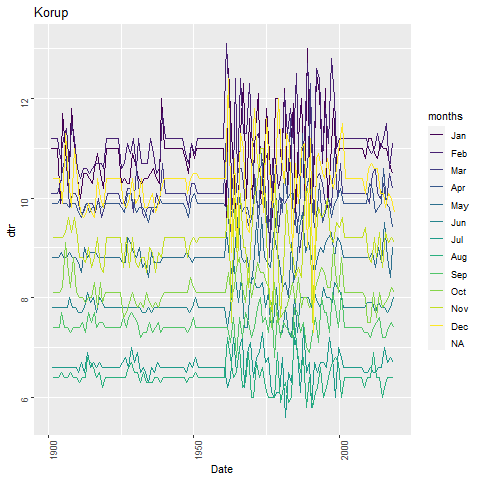 Korup
dtr
12
10
8
6
1900
1950
2000
Date
months
Jan
Feb
Mar
Apr
May
Jun
Jul
Aug
Sep
Oct
Nov
Dec
NA